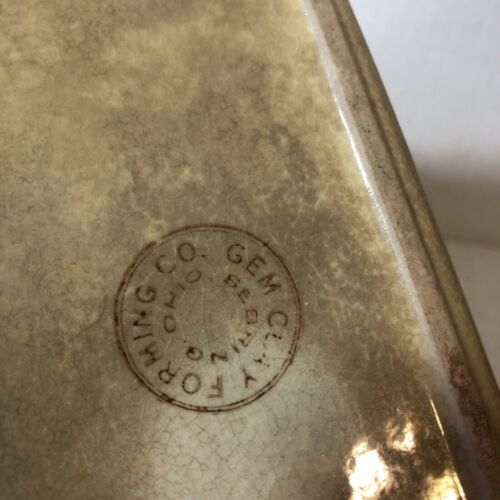 GEM CLAY FORMING CO.
SEBRING, OHIO